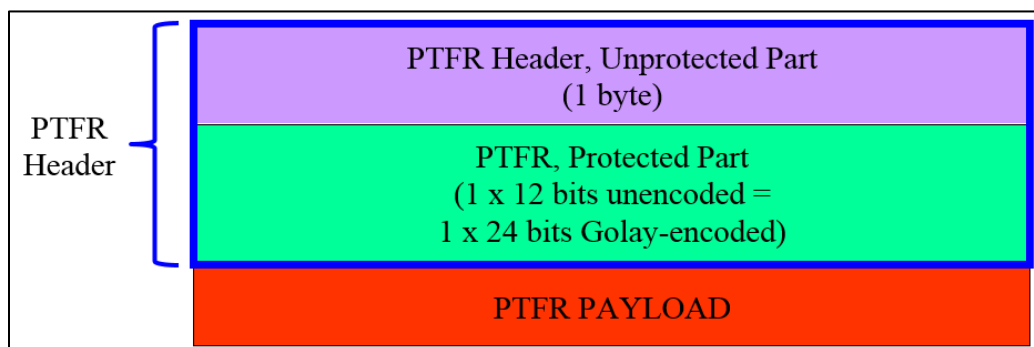 PTFR Header, Unprotected Part
(1 byte)
PTFR
Header
PTFR, Protected Part
(1 x 12 bits unencoded =
1 x 24 bits Golay-encoded)
PTFR PAYLOAD